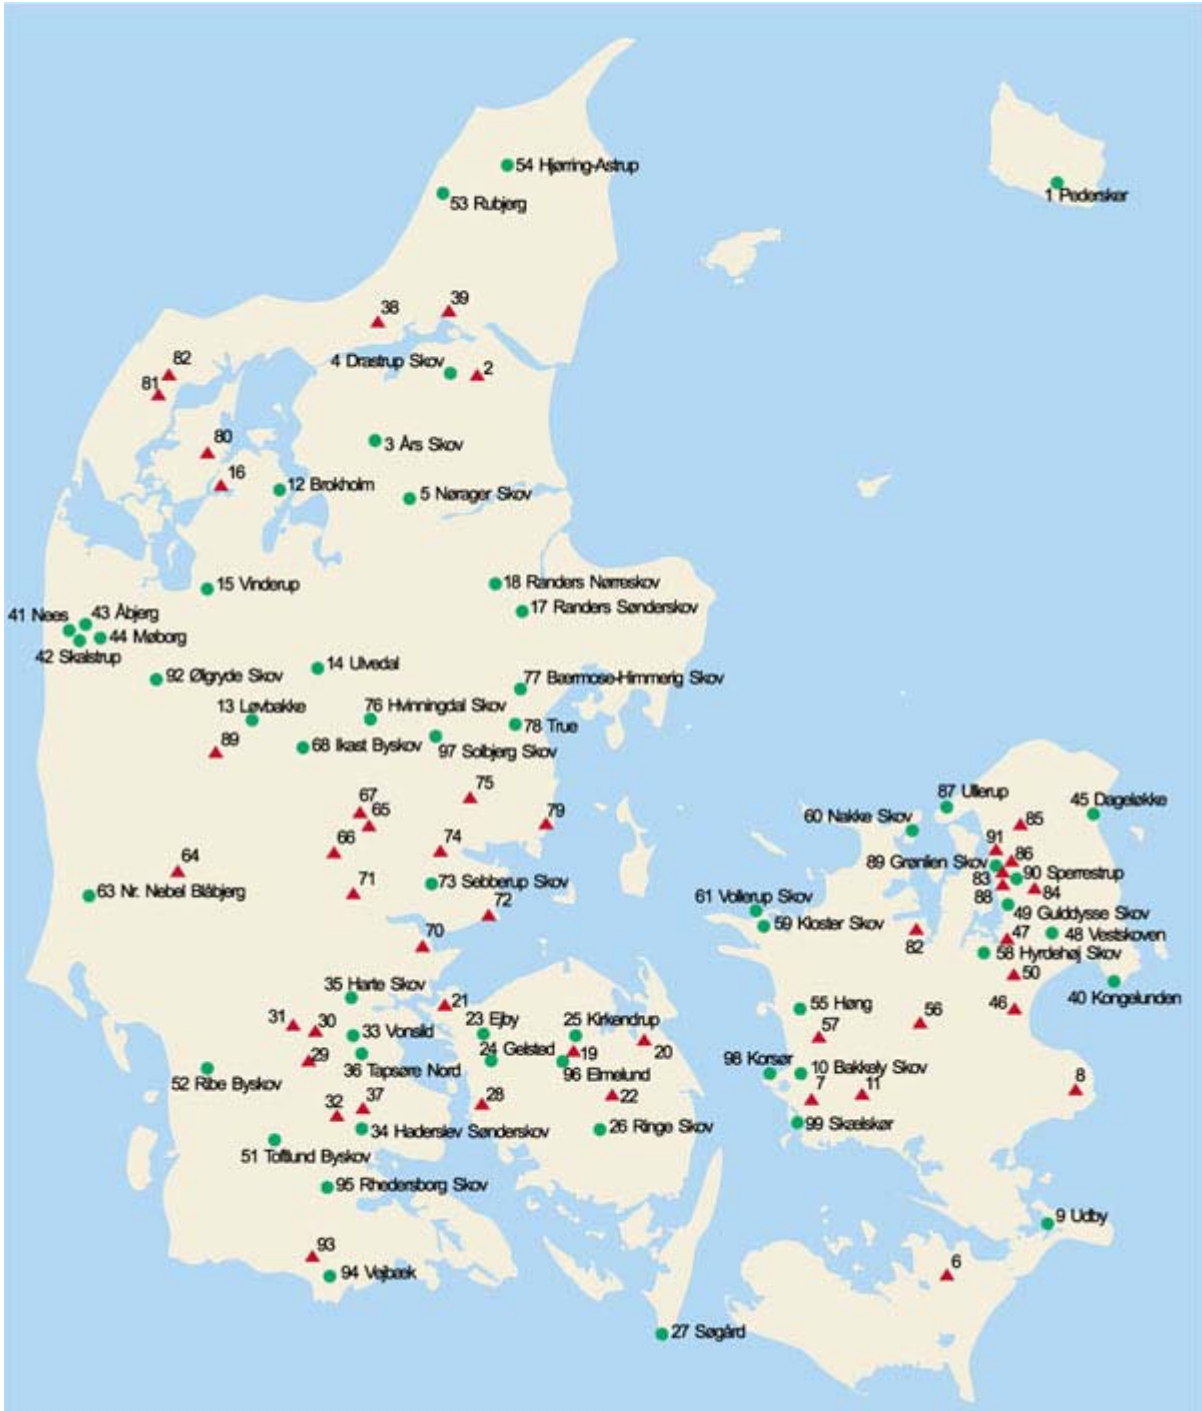 54 Hjørring-Astrup
1 Pedersker
53 Rubjerg
39
38
82
4 Drastrup Skov
2
81
80
3 Års Skov
16
12 Brokholm
5 Nørager Skov
15 Vinderup
18 Randers Nørreskov
41 Nees
43 Åbjerg
17 Randers Sønderskov
44 Møborg
42 Skalstrup
92 Ølgryde Skov
14 Ulvedal
77 Bærmose-Himmerig Skov
13 Løvbakke
76 Hvinningdal Skov
78 True
89
68 Ikast Byskov
97 Solbjerg Skov
75
67
65
79
66
74
64
71
73 Sebberup Skov
63 Nr. Nebel Blåbjerg
72
70
87 Ullerup
45 Dageløkke
60 Nakke Skov
85
91
86
89 Grønlien Skov
90 Sperrestrup
83
84
88
61 Vollerup Skov
49 Gulddysse Skov
59 Kloster Skov
47
48 Vestskoven
82
58 Hyrdehøj Skov
50
40 Kongelunden
35 Harte Skov
21
55 Høng
56
46
31
30
33 Vonsild
23 Ejby
25 Kirkendrup
57
29
24 Gelsted
19
20
36 Tapsøre Nord
96 Elmelund
98 Korsør
10 Bakkely Skov
52 Ribe Byskov
7
11
8
37
28
22
32
34 Haderslev Sønderskov
26 Ringe Skov
99 Skælskør
51 Toftlund Byskov
95 Rhedersborg Skov
9 Udby
93
6
94 Vejbæk
27 Søgård